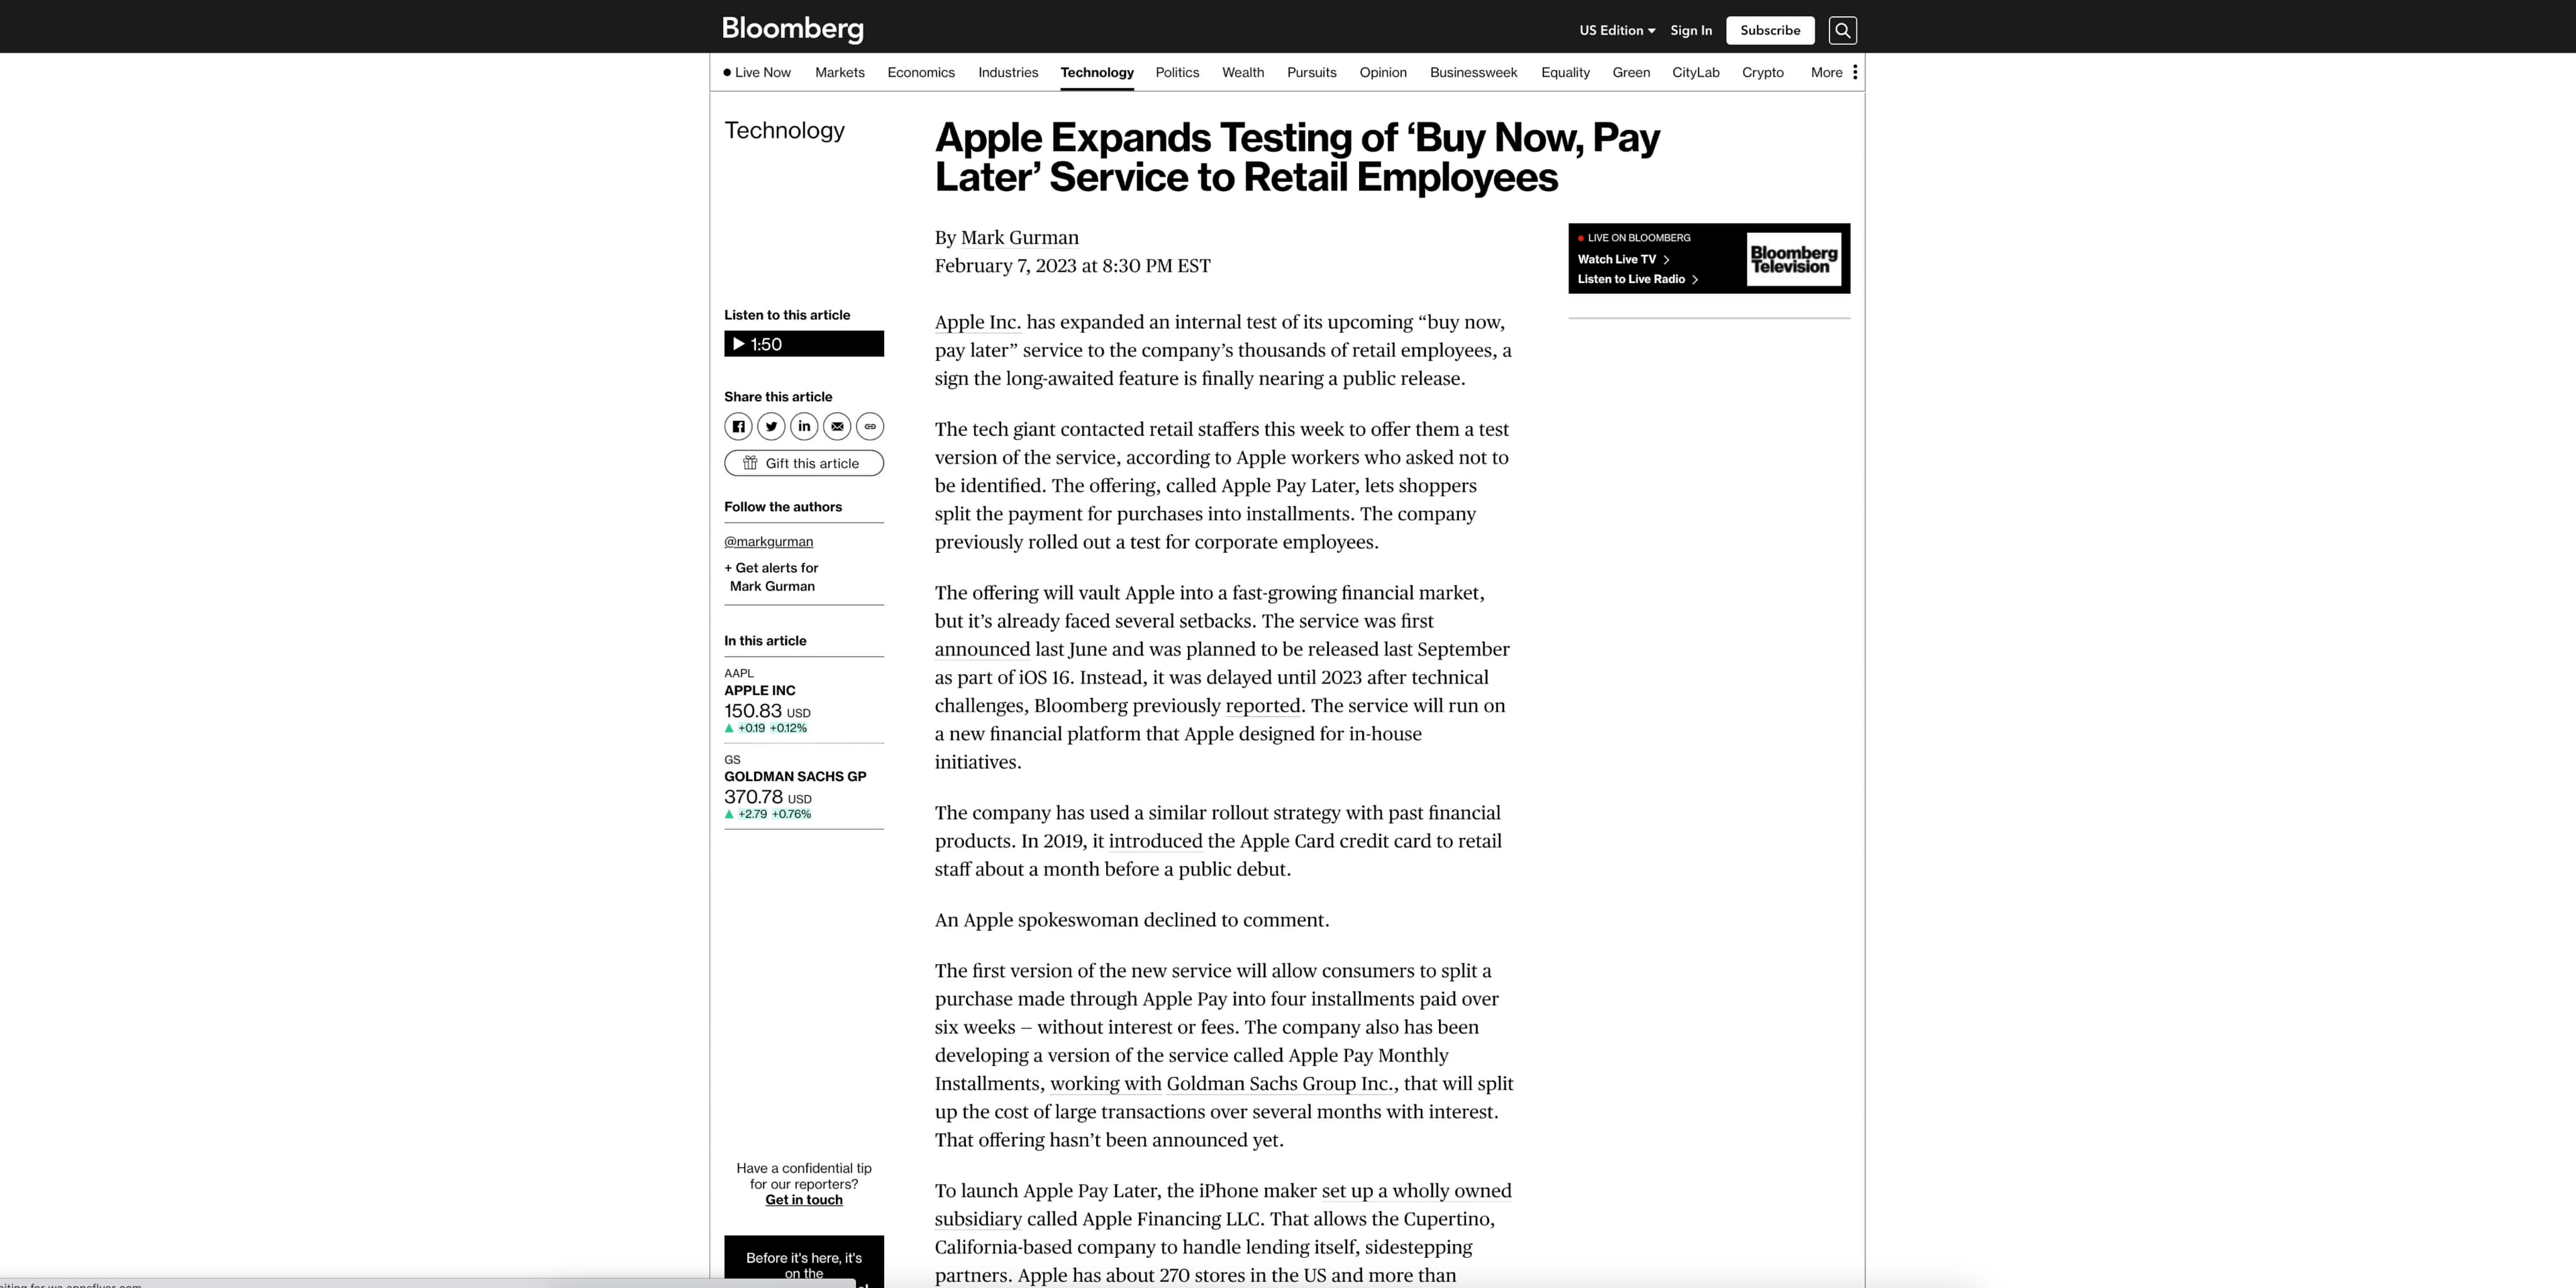 Bloomberg
US Edition Sign In Subscribe
Live Now Markets Economics Industries Technology Politics Wealth Pursuits Opinion Businessweek Equality Green CityLab Crypto More
Technology
Apple Expands Testing of ‘Buy Now, Pay
Later’ Service to Retail Employees
By Mark Gurman
February 7, 2023 at 8:30 PM EST
LIVE ON BLOOMBERG
Watch Live TV
Listen to Live Radio
Bloomberg
Television
Listen to this article
1:50
Share this article
Gift this article
Follow the authors
@markgurman
+ Get alerts for
Mark Gurman
In this article
AAPL
APPLE INC
150.83 USD
+0.19 +0.12%
GS
GOLDMAN SACHS GP
370.78 USD
+2.79 +0.76%
Have a confidential tip
for our reporters?
Get in touch
Before it's here, it's
on the
Apple Inc. has expanded an internal test of its upcoming “buy now,
pay later” service to the company’s thousands of retail employees, a
sign the long-awaited feature is finally nearing a public release.
The tech giant contacted retail staffers this week to offer them a test
version of the service, according to Apple workers who asked not to
be identified. The offering, called Apple Pay Later, lets shoppers
split the payment for purchases into installments. The company
previously rolled out a test for corporate employees.
The offering will vault Apple into a fast-growing financial market,
but it’s already faced several setbacks. The service was first
announced last June and was planned to be released last September
as part of iOS 16. Instead, it was delayed until 2023 after technical
challenges, Bloomberg previously reported. The service will run on
a new financial platform that Apple designed for in-house
initiatives.
The company has used a similar rollout strategy with past financial
products. In 2019, it introduced the Apple Card credit card to retail
staff about a month before a public debut.
An Apple spokeswoman declined to comment.
The first version of the new service will allow consumers to split a
purchase made through Apple Pay into four installments paid over
six weeks — without interest or fees. The company also has been
developing a version of the service called Apple Pay Monthly
Installments, working with Goldman Sachs Group Inc., that will split
up the cost of large transactions over several months with interest.
That offering hasn’t been announced yet.
To launch Apple Pay Later, the iPhone maker set up a wholly owned
subsidiary called Apple Financing LLC. That allows the Cupertino,
California-based company to handle lending itself, sidestepping
partners. Apple has about 270 stores in the US and more than